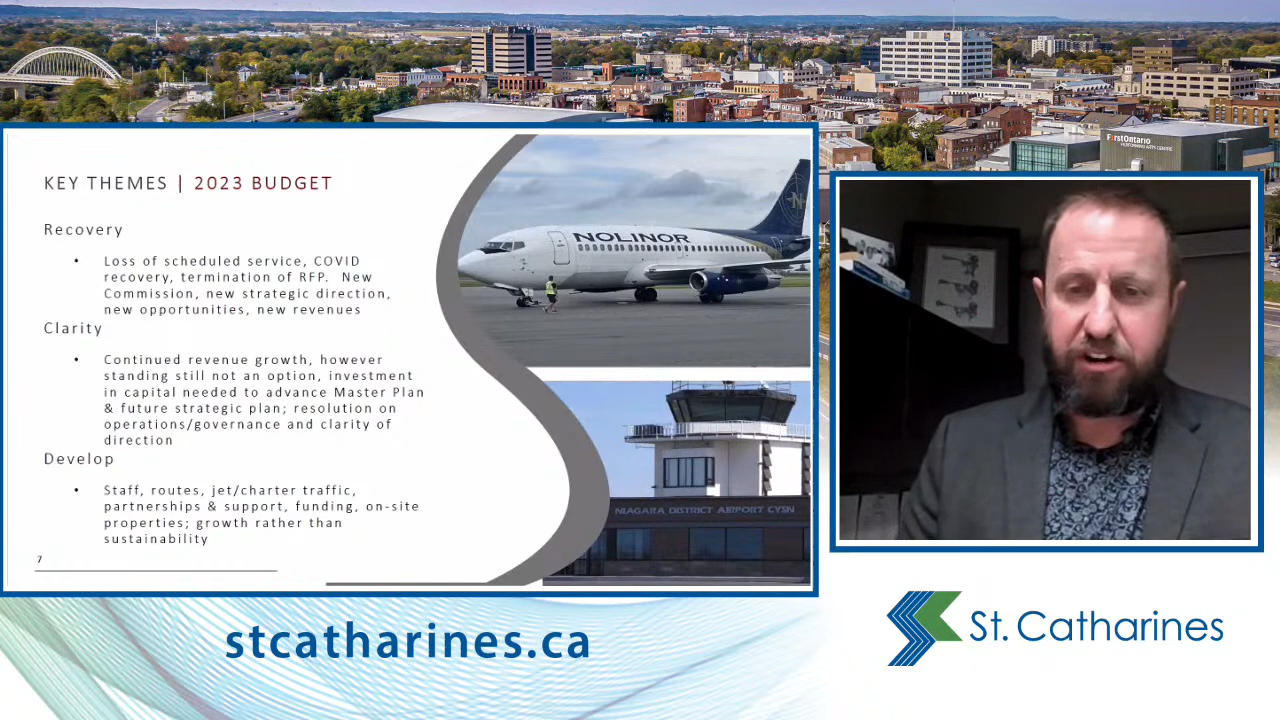 FirstOntario
PERFORMING ARTS CENTRE
KEY THEMES | 2023 BUDGET
Recovery
• Loss of scheduled service, COVID
recovery, termination of RFP. New
Commission, new strategic direction,
new opportunities, new revenues
Clarity
• Continued revenue growth, however
standing still not an option, investment
in capital needed to advance Master Plan
& future strategic plan; resolution on
operations/governance and clarity of
direction
Develop
• Staff, routes, jet/charter traffic,
partnerships & support, funding, on-site
properties; growth rather than
sustainability
7
NOLINOR
N
NIAGARA DISTRICT AIRPORT CYSN
stcatharines.ca
St. Catharines